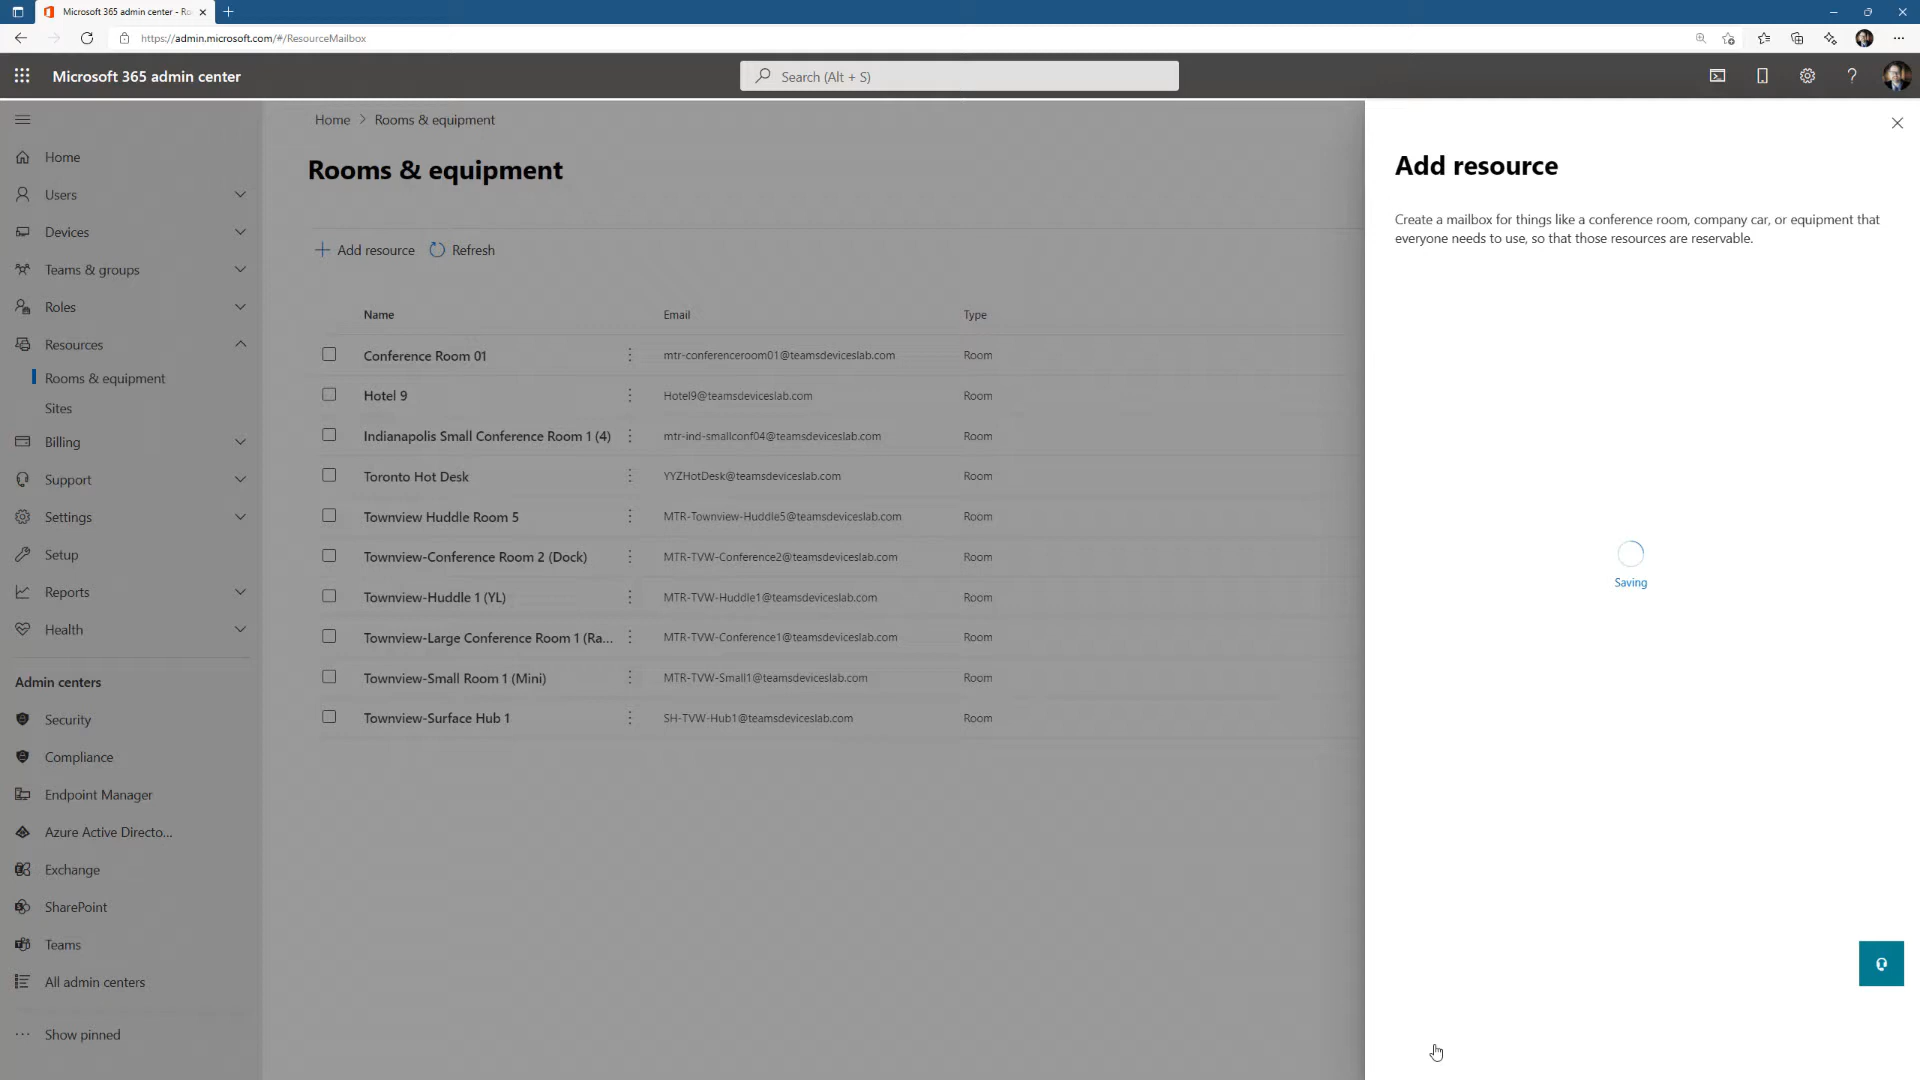 Microsoft 365 admin center - Ro
https://admin.microsoft.com/#/ResourceMailbox
Microsoft 365 admin center
Search (Alt + S)
Home
Users
Devices
Teams & groups
Roles
Resources
Rooms & equipment
Sites
Billing
Support
Settings
Setup
Reports
Health
Admin centers
Security
Compliance
Endpoint Manager
Azure Active Directo...
Exchange
SharePoint
Teams
All admin centers
Show pinned
Home > Rooms & equipment
Rooms & equipment
Add resource Refresh
Name Email Type
Conference Room 01 mtr-conferenceroom01@teamsdeviceslab.com Room
Hotel 9 Hotel9@teamsdeviceslab.com Room
Indianapolis Small Conference Room 1 (4) mtr-ind-smallconf04@teamsdeviceslab.com Room
Toronto Hot Desk YYZHotDesk@teamsdeviceslab.com Room
Townview Huddle Room 5 MTR-Townview-Huddle5@teamsdeviceslab.com Room
Townview-Conference Room 2 (Dock) MTR-TVW-Conference2@teamsdeviceslab.com Room
Townview-Huddle 1 (YL) MTR-TVW-Huddle1@teamsdeviceslab.com Room
Townview-Large Conference Room 1 (Ra... MTR-TVW-Conference1@teamsdeviceslab.com Room
Townview-Small Room 1 (Mini) MTR-TVW-Small1@teamsdeviceslab.com Room
Townview-Surface Hub 1 SH-TVW-Hub1@teamsdeviceslab.com Room
Add resource
Create a mailbox for things like a conference room, company car, or equipment that
everyone needs to use, so that those resources are reservable.
Saving